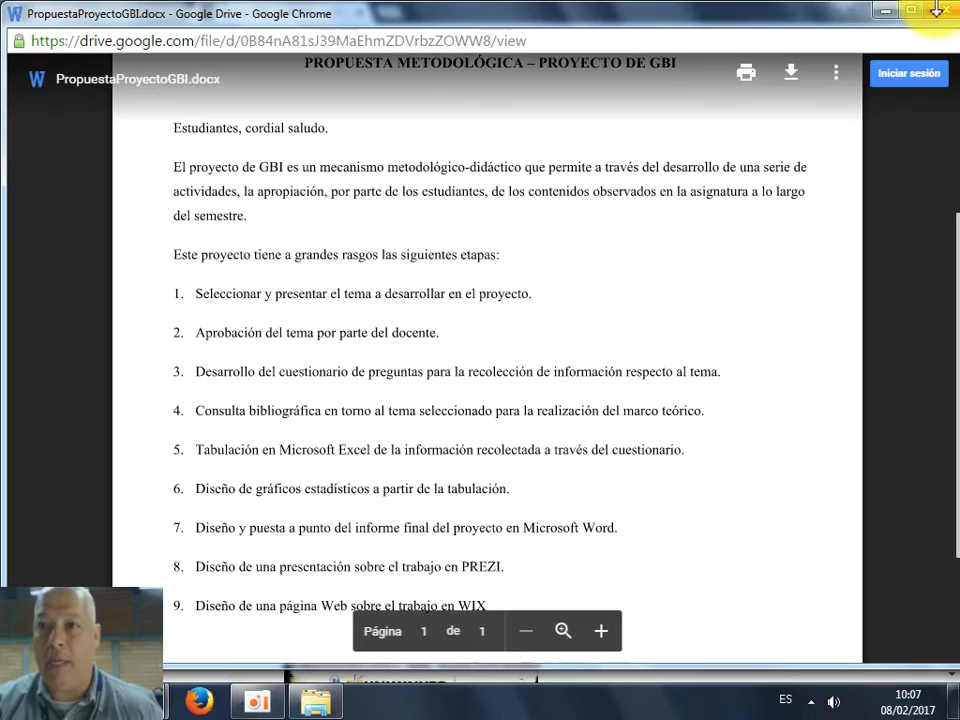 PropuestaProyectoGBI.docx - Google Drive - Google Chrome
https://drive.google.com/file/d/0B84nA81sJ39MaEhmZDVrbzZOWW8/view
PROPUESTA METODOLÓGICA – PROYECTO DE GBI
PropuestaProyectoGBI.docx
Iniciar sesión
Estudiantes, cordial saludo.
El proyecto de GBI es un mecanismo metodológico-didáctico que permite a través del desarrollo de una serie de
actividades, la apropiación, por parte de los estudiantes, de los contenidos observados en la asignatura a lo largo
del semestre.
Este proyecto tiene a grandes rasgos las siguientes etapas:
1. Seleccionar y presentar el tema a desarrollar en el proyecto.
2. Aprobación del tema por parte del docente.
3. Desarrollo del cuestionario de preguntas para la recolección de información respecto al tema.
4. Consulta bibliográfica en torno al tema seleccionado para la realización del marco teórico.
5. Tabulación en Microsoft Excel de la información recolectada a través del cuestionario.
6. Diseño de gráficos estadísticos a partir de la tabulación.
7. Diseño y puesta a punto del informe final del proyecto en Microsoft Word.
8. Diseño de una presentación sobre el trabajo en PREZI.
9. Diseño de una página Web sobre el trabajo en WIX
Página 1 de 1
ES
10:07
08/02/2017